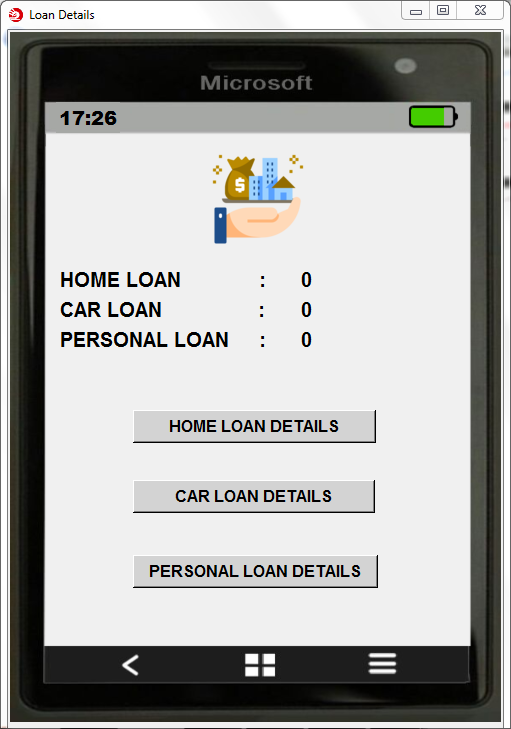 Loan Details
Microsoft
17:26
$
HOME LOAN : 0
CAR LOAN : 0
PERSONAL LOAN : 0
HOME LOAN DETAILS
CAR LOAN DETAILS
PERSONAL LOAN DETAILS